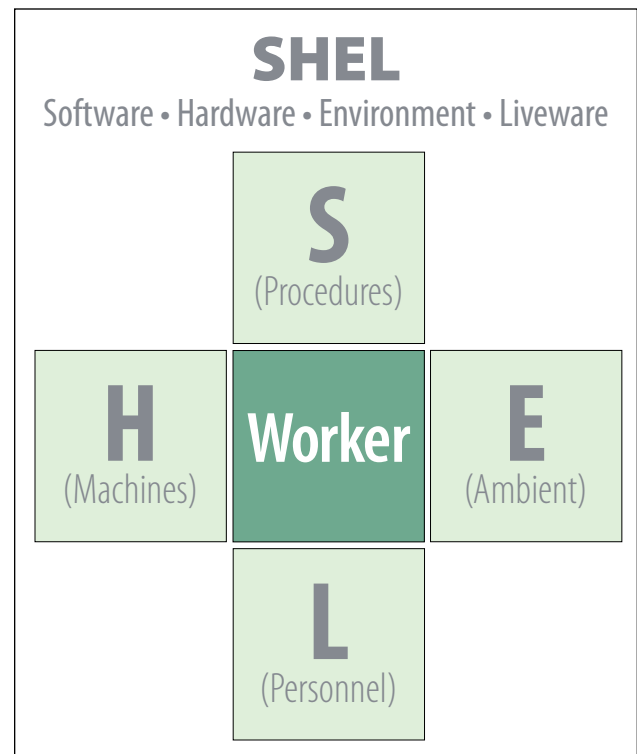 SHEL
Software • Hardware • Environment • Liveware
S
(Procedures)
H
(Machines)
Worker
E
(Ambient)
L
(Personnel)